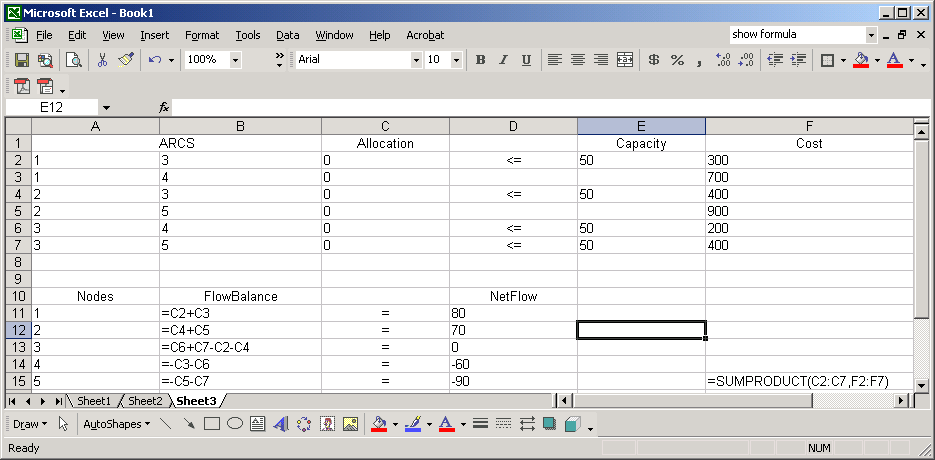 Microsoft Excel - Book1
File Edit View Insert Format Tools Data Window Help Acrobat show formula
100% » Arial 10 B I U $ % ,
E12 fx
A B C D E F
1 ARCS Allocation Capacity Cost
2 1 3 0 <= 50 300
3 1 4 0 700
4 2 3 0 <= 50 400
5 2 5 0 900
6 3 4 0 <= 50 200
7 3 5 0 <= 50 400
8
9
10 Nodes FlowBalance NetFlow
11 1 =C2+C3 = 80
12 2 =C4+C5 = 70
13 3 =C6+C7-C2-C4 = 0
14 4 =-C3-C6 = -60
15 5 =-C5-C7 = -90 =SUMPRODUCT(C2:C7,F2:F7)
Sheet1 Sheet2 Sheet3
Draw AutoShapes A A
Ready NUM